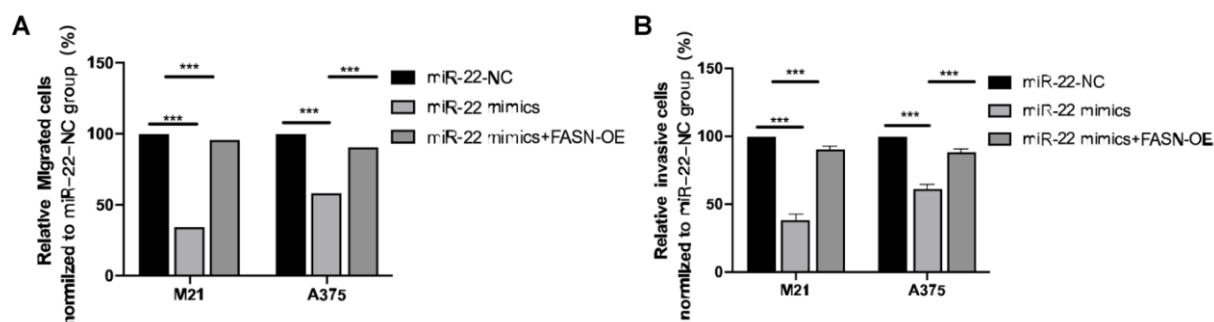 A
Relative MIgrated cells
normilzed to miR-22-NC group (%)
150
100
50
0
***
***
***
***
M21
A375
miR-22-NC
miR-22 mimics
miR-22 mimics+FASN-OE
B
Relative invasive cells
normilzed to miR-22-NC group (%)
150
100
50
0
***
***
***
***
M21
A375
miR-22-NC
miR-22 mimics
miR-22 mimics+FASN-OE